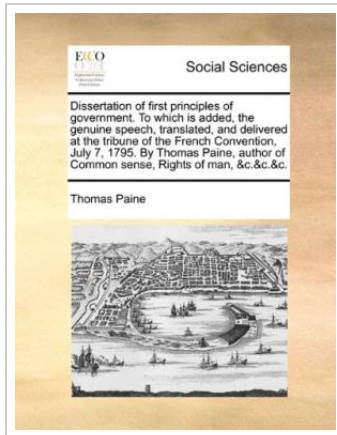 ECCO
Social Sciences
Dissertation of first principles of
government. To which is added, the
genuine speech, translated, and delivered
at the tribune of the French Convention,
July 7, 1795. By Thomas Paine, author of
Common sense, Rights of man, &c.&c.&c.
Thomas Paine